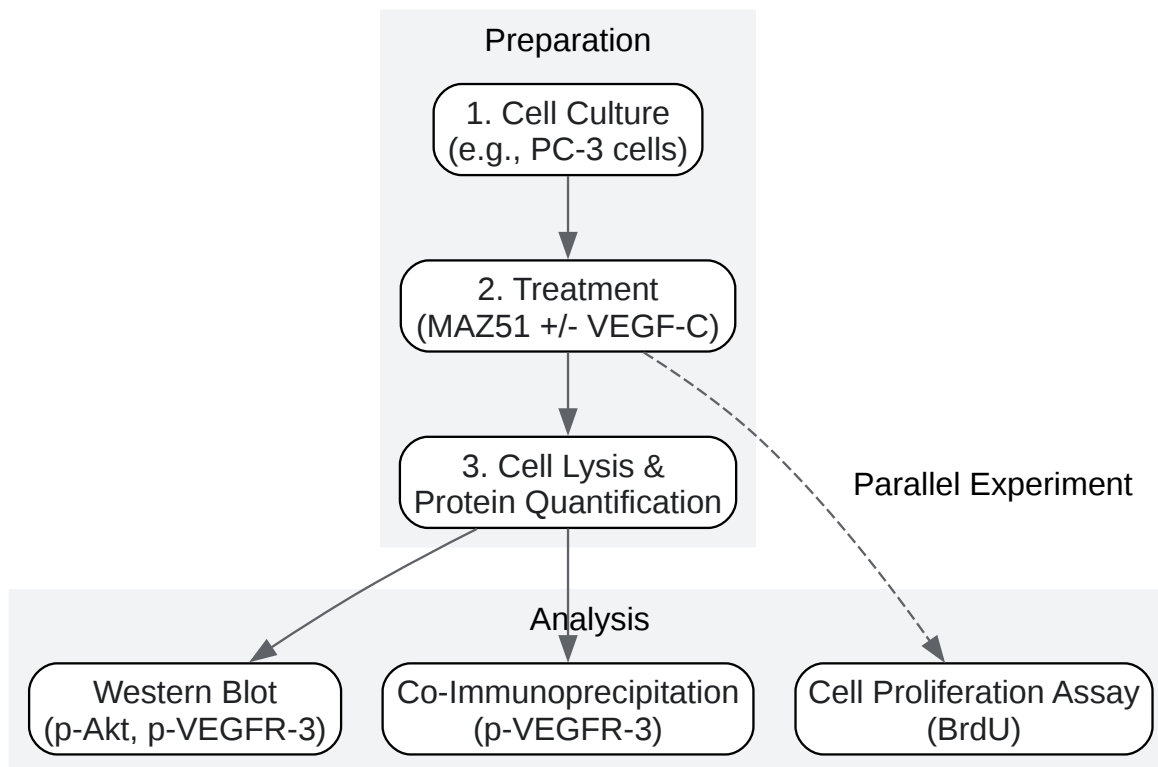 Preparation
1. Cell Culture
(e.g., PC-3 cells)
2. Treatment
(MAZ51 +/- VEGF-C)
3. Cell Lysis &
Protein Quantification
Parallel Experiment
Analysis
Western Blot
(p-Akt, p-VEGFR-3)
Co-Immunoprecipitation
(p-VEGFR-3)
Cell Proliferation Assay
(BrdU)